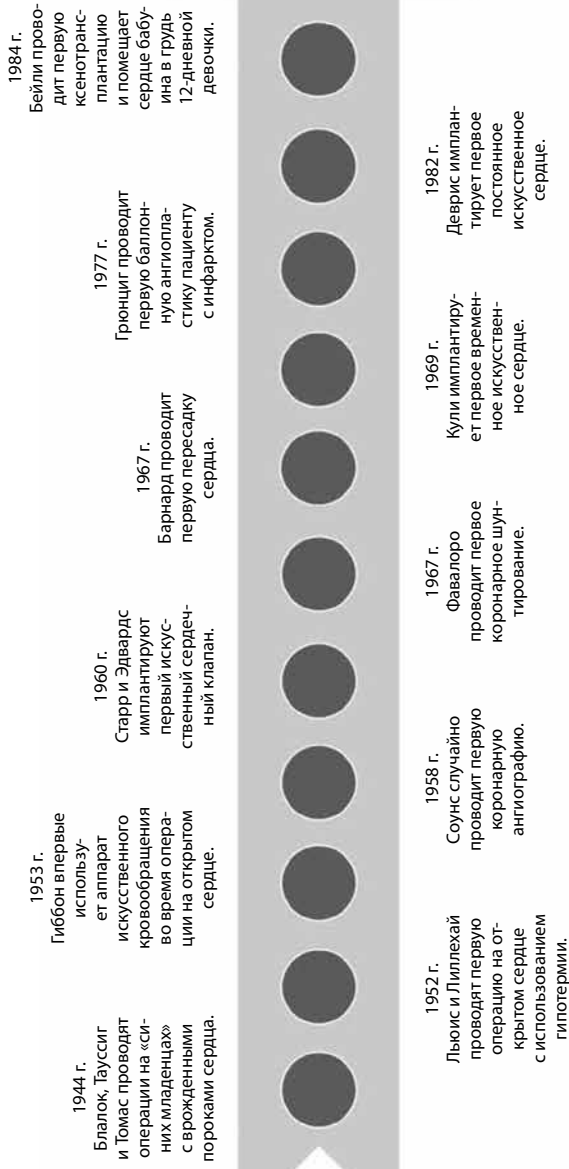 1944 г.
Блалок, Тауссиг
и Томас проводят
операции на «си-
них младенцах»
с врожденными
пороками сердца.
1952 г.
Льюис и Лиллехай
проводят первую
операцию на от-
крытом сердце
с использованием
гипотермии.
1953 г.
Гиббон впервые
использу-
ет аппарат
искусственного
кровообращения
во время опера-
ции на открытом
сердце.
1958 г.
Соунс случайно
проводит первую
коронарную
ангиографию.
1960 г.
Старр и Эдвардс
имплантируют
первый искус-
ственный сердеч-
ный клапан.
1967 г.
Фавалоро
проводит первое
коронарное шун-
тирование.
1967 г.
Барнард проводит
первую пересадку
сердца.
1969 г.
Кули имплантиру-
ет первое времен-
ное искусствен-
ное сердце.
1977 г.
Грюнциг проводит
первую баллон-
ную ангиопла-
стику пациенту
с инфарктом.
1982 г.
Деврис имплан-
тирует первое
постоянное
искусственное
сердце.
1984 г.
Бейли прово-
дит первую
ксенотранс-
плантацию
и помещает
сердце бабу-
ина в грудь
12-дневной
девочки.